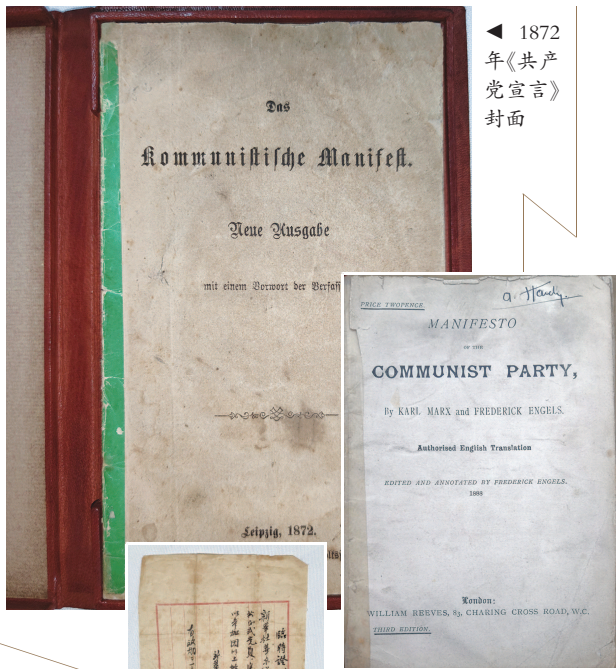 ◀ 1872
年《共产
党宣言》
封面
Das
Kommunistische Manifest.
Neue Ausgabe
mit einem Vorwort der
Leipzig, 1872.
PRICE TWOPENCE.
a. Hardy
MANIFESTO
OF THE
COMMUNIST PARTY,
By KARL MARX and FREDERICK ENGELS.
Authorised English Translation
EDITED AND ANNOTATED BY FREDERICK ENGELS.
1888
London:
WILLIAM REEVES, 83, CHARING CROSS ROAD, W.C.
THIRD EDITION.